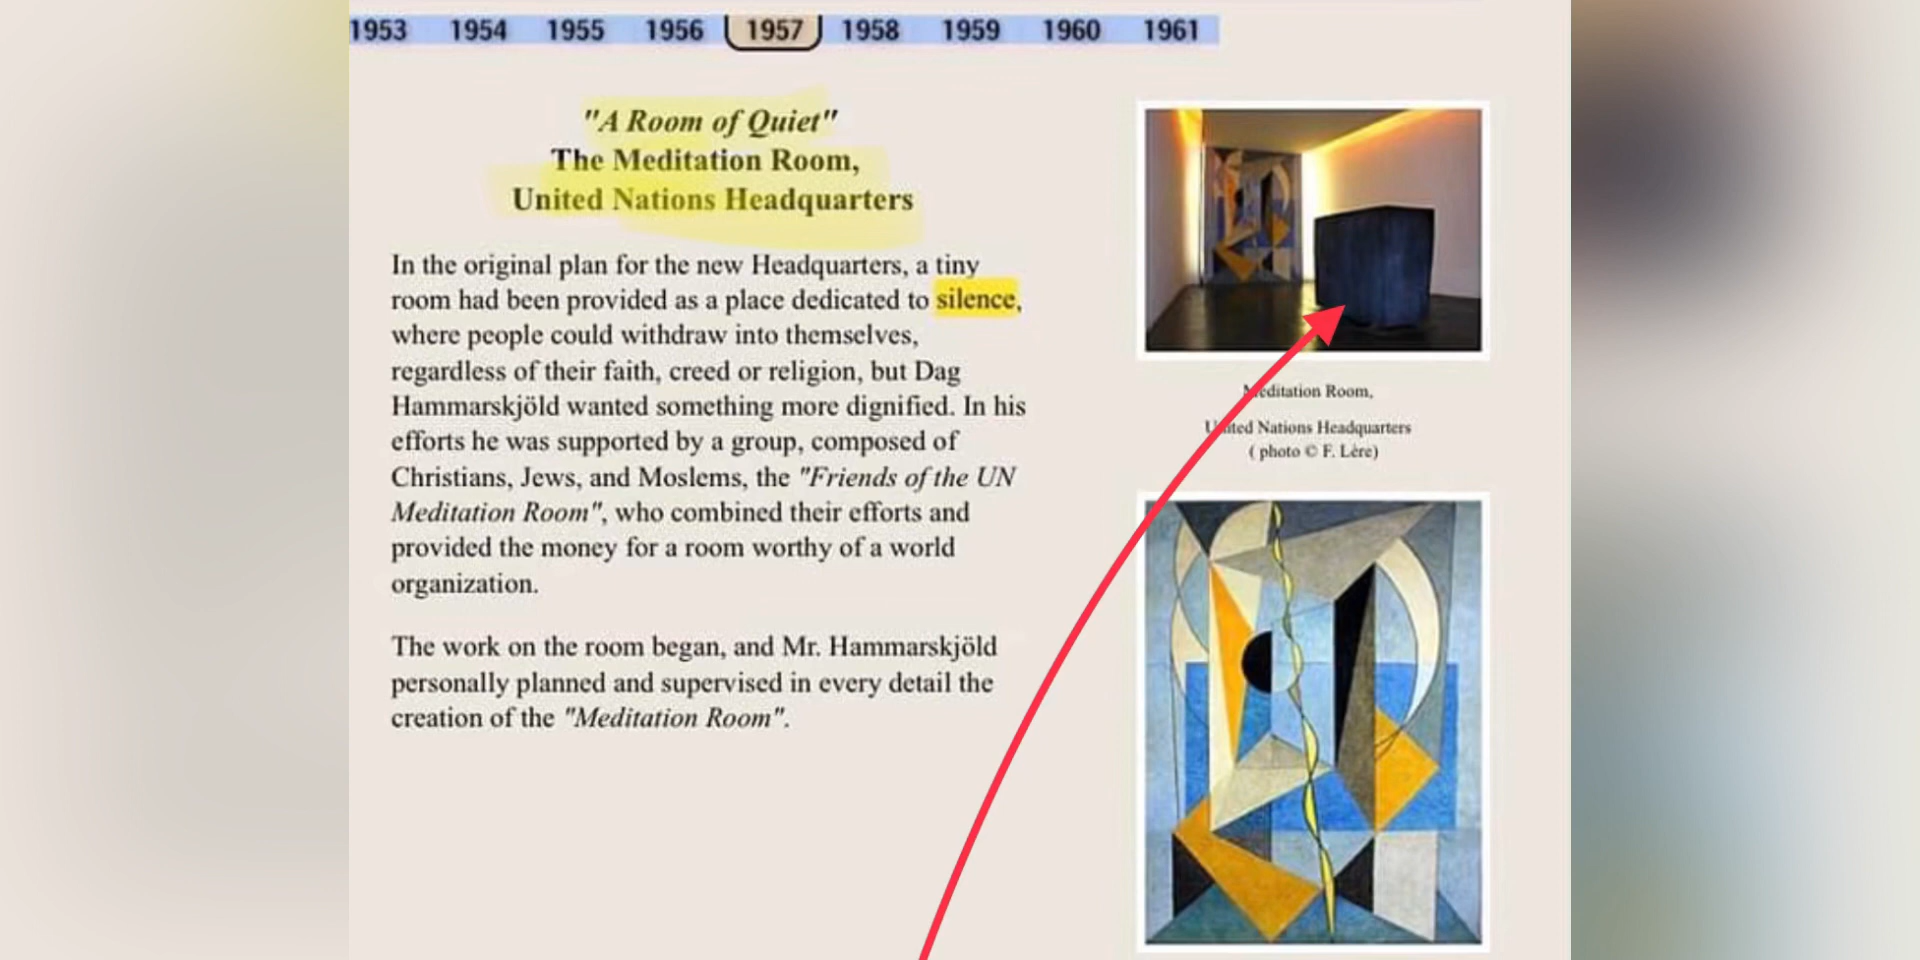 1953 1954 1955 1956 1957 1958 1959 1960 1961
"A Room of Quiet"
The Meditation Room,
United Nations Headquarters
In the original plan for the new Headquarters, a tiny
room had been provided as a place dedicated to silence,
where people could withdraw into themselves,
regardless of their faith, creed or religion, but Dag
Hammarskjöld wanted something more dignified. In his
efforts he was supported by a group, composed of
Christians, Jews, and Moslems, the "Friends of the UN
Meditation Room", who combined their efforts and
provided the money for a room worthy of a world
organization.
The work on the room began, and Mr. Hammarskjöld
personally planned and supervised in every detail the
creation of the "Meditation Room".
Meditation Room,
United Nations Headquarters
( photo © F. Lère)